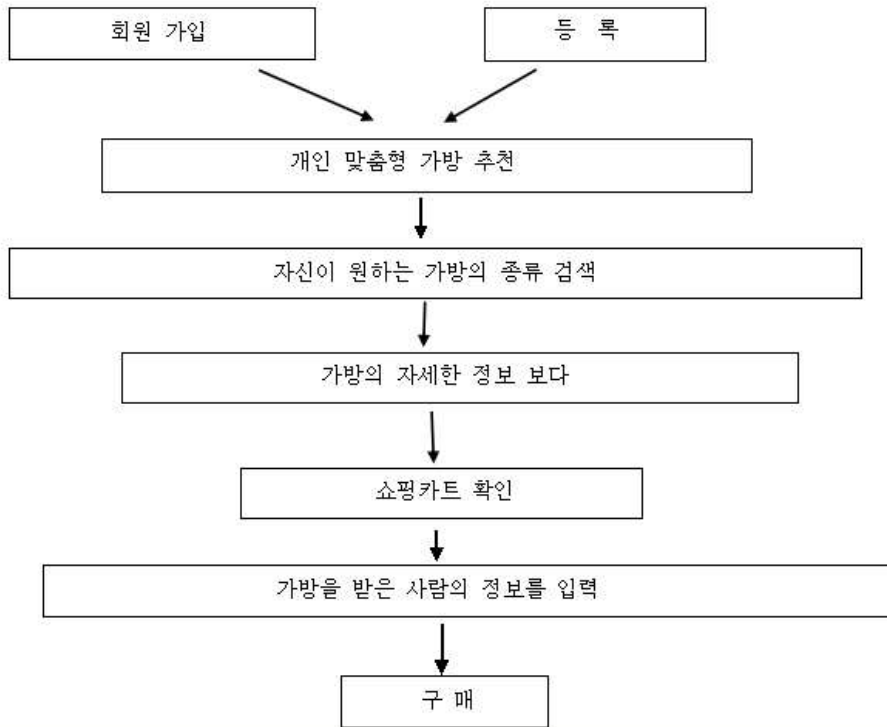 회원 가입
등 록
개인 맞춤형 가방 추천
자신이 원하는 가방의 종류 검색
가방의 자세한 정보 보다
쇼핑카트 확인
가방을 받은 사람의 정보를 입력
구 매